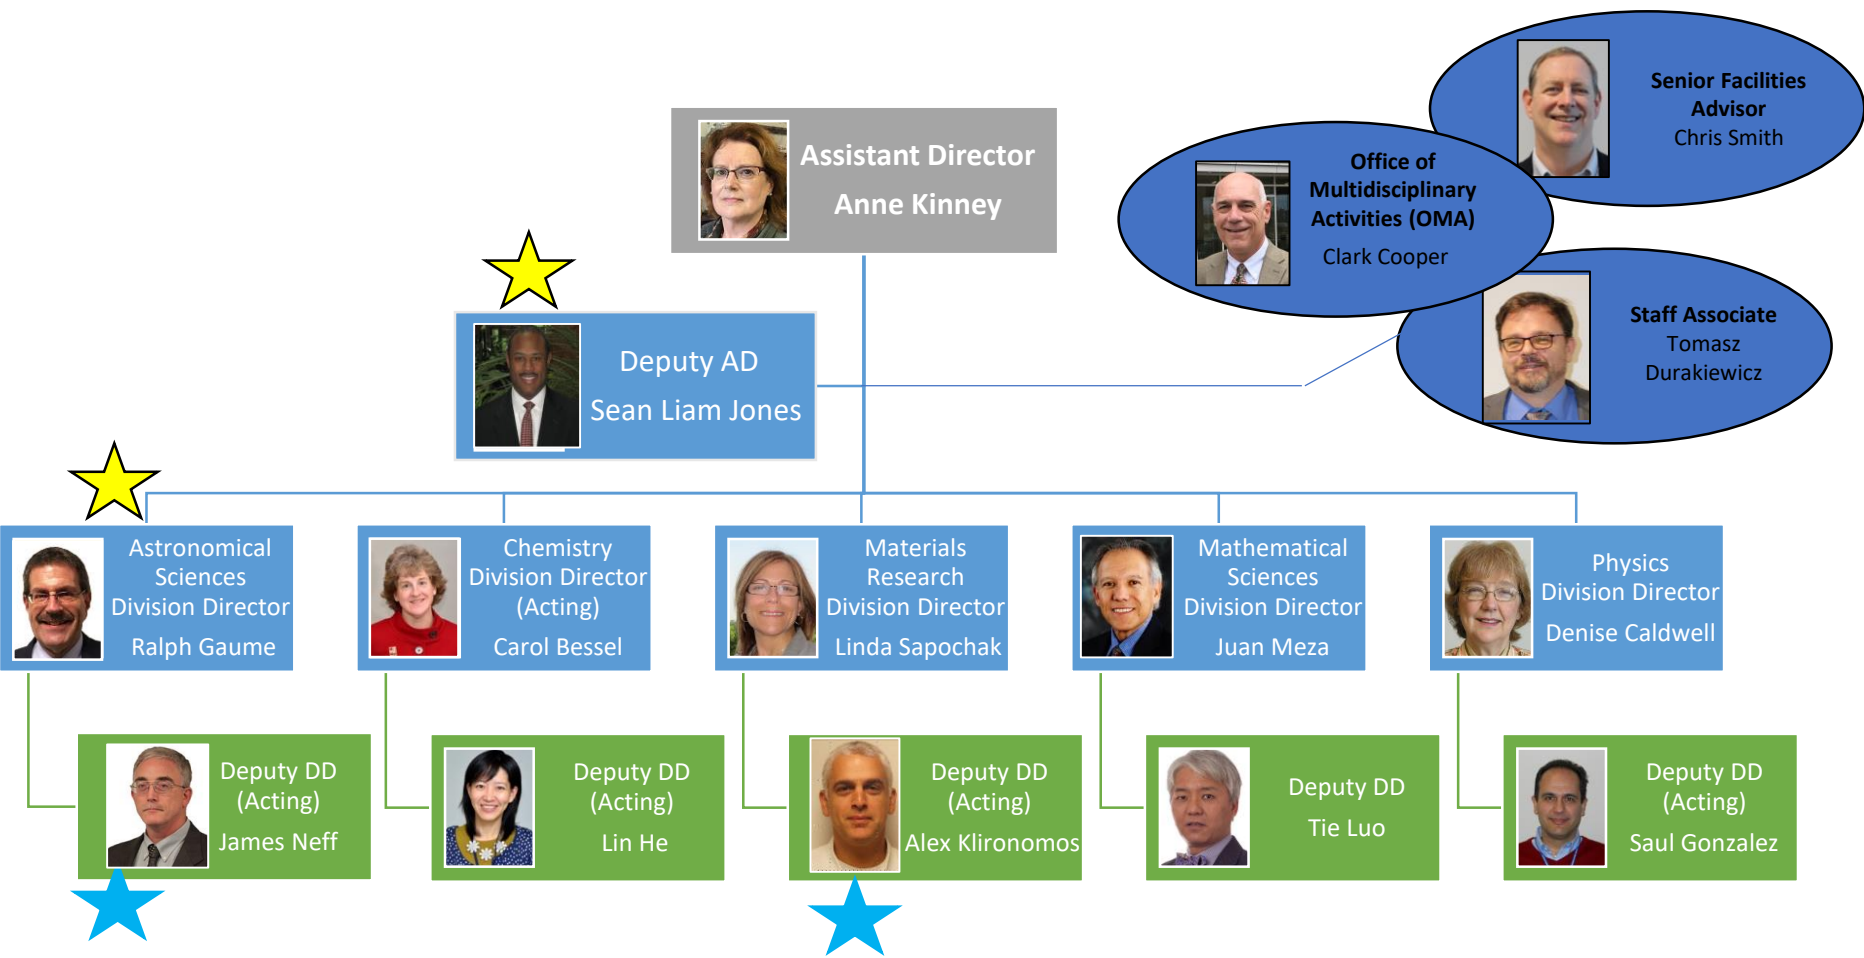 Senior Facilities
Advisor
Chris Smith
Assistant Director
Anne Kinney
Office of
Multidisciplinary
Activities (OMA)
Clark Cooper
Staff Associate
Tomasz
Durakiewicz
Deputy AD
Sean Liam Jones
Astronomical
Sciences
Division Director
Ralph Gaume
Chemistry
Division Director
(Acting)
Carol Bessel
Materials
Research
Division Director
Linda Sapochak
Mathematical
Sciences
Division Director
Juan Meza
Physics
Division Director
Denise Caldwell
Deputy DD
(Acting)
James Neff
Deputy DD
(Acting)
Lin He
Deputy DD
(Acting)
Alex Klironomos
Deputy DD
Tie Luo
Deputy DD
(Acting)
Saul Gonzalez